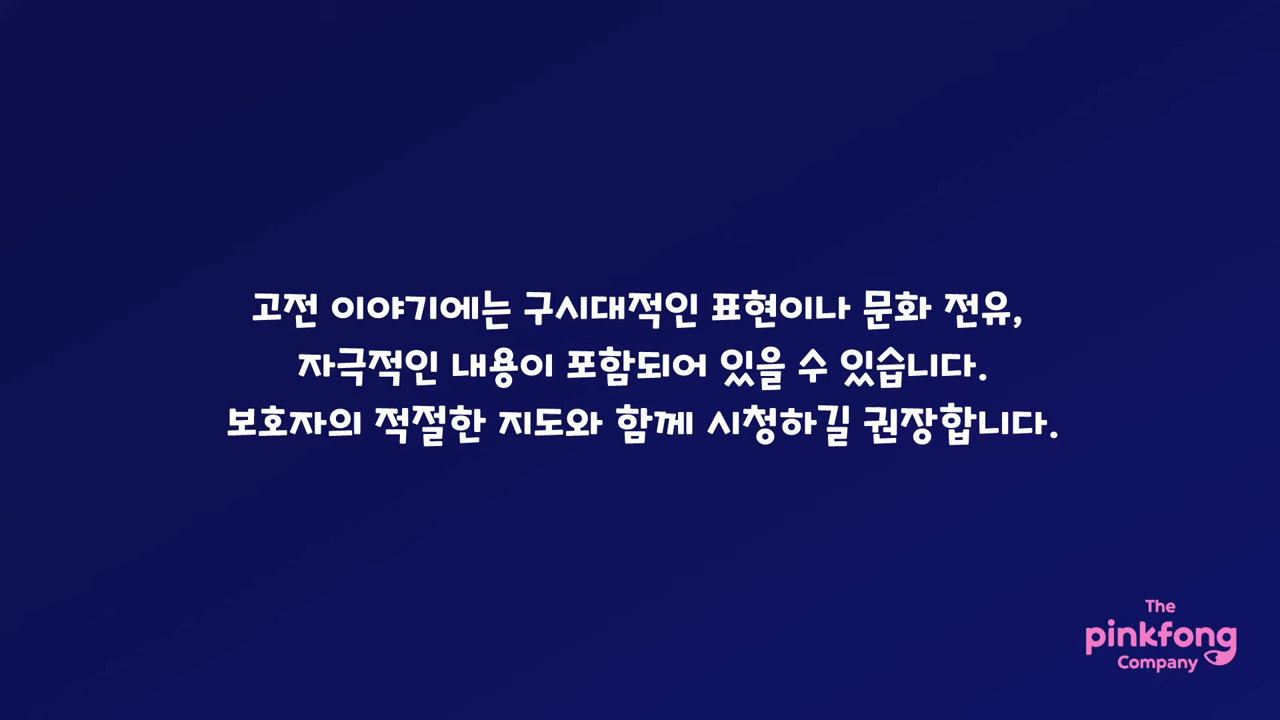 고전 이야기에는 구시대적인 표현이나 문화 전유,
자극적인 내용이 포함되어 있을 수 있습니다.
보호자의 적절한 지도와 함께 시청하길 권장합니다.
The
pinkfong
Company